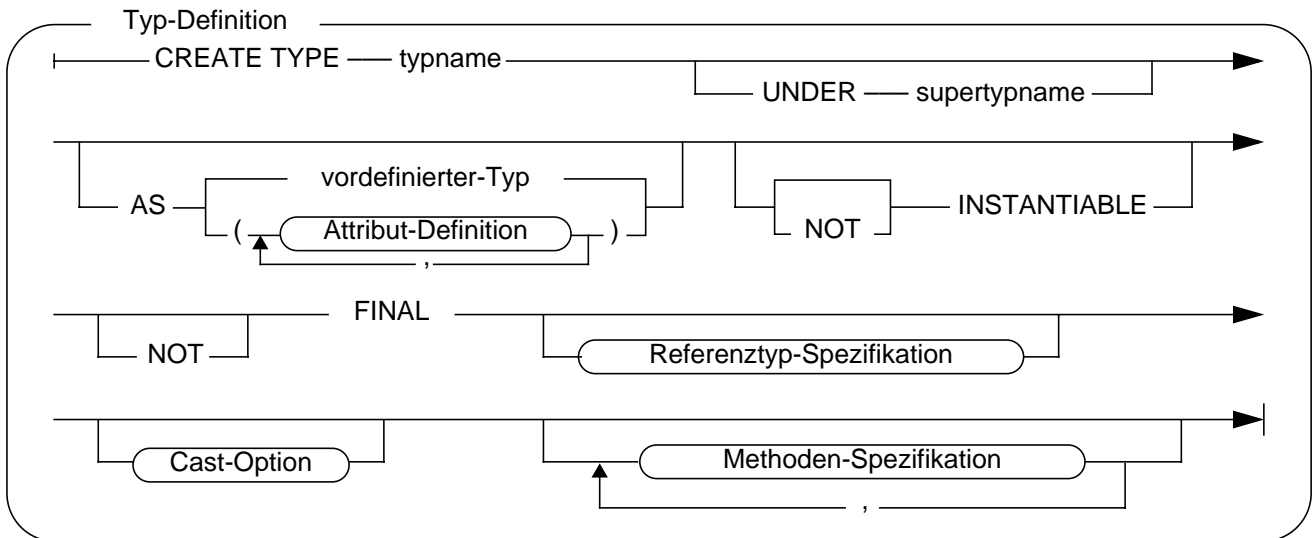 Typ-Definition
CREATE TYPE typname
UNDER supertypname
vordefinierter-Typ
AS
( Attribut-Definition )
,
NOT INSTANTIABLE
FINAL
NOT
Referenztyp-Spezifikation
Cast-Option
Methoden-Spezifikation
,